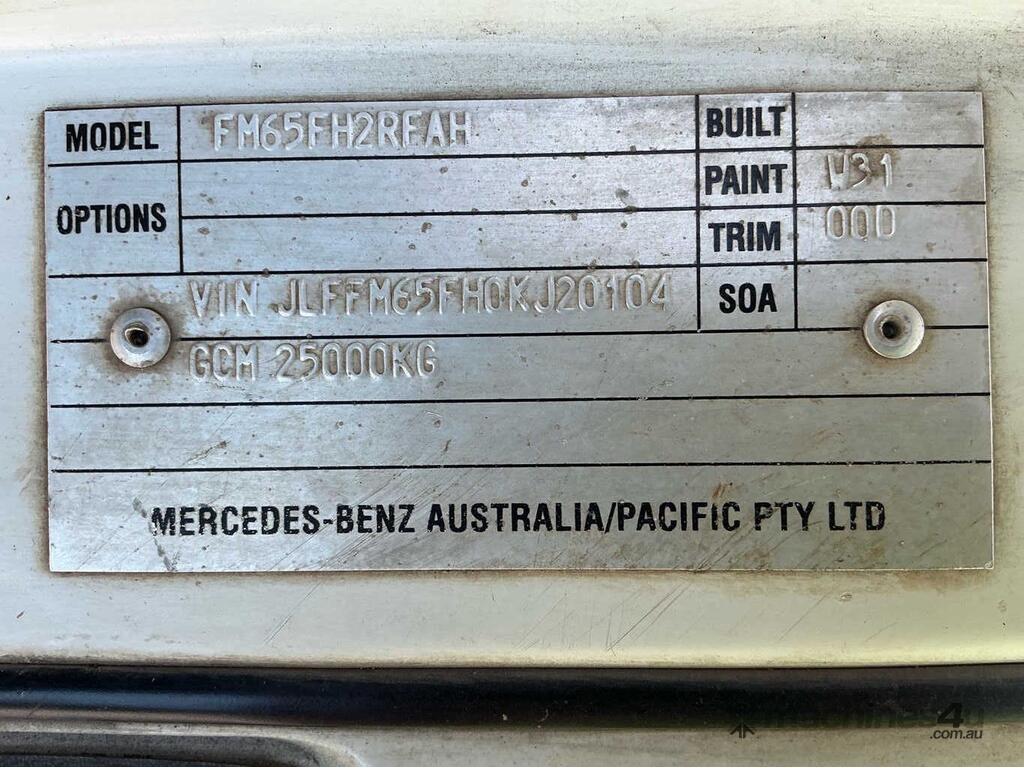 MODEL FM65FH2RFAH BUILT
PAINT W31
OPTIONS
TRIM 00D
VIN JLFFM65FH0KJ20104 SOA
GCM 25000KG
MERCEDES-BENZ AUSTRALIA/PACIFIC PTY LTD
machines4u
.com.au